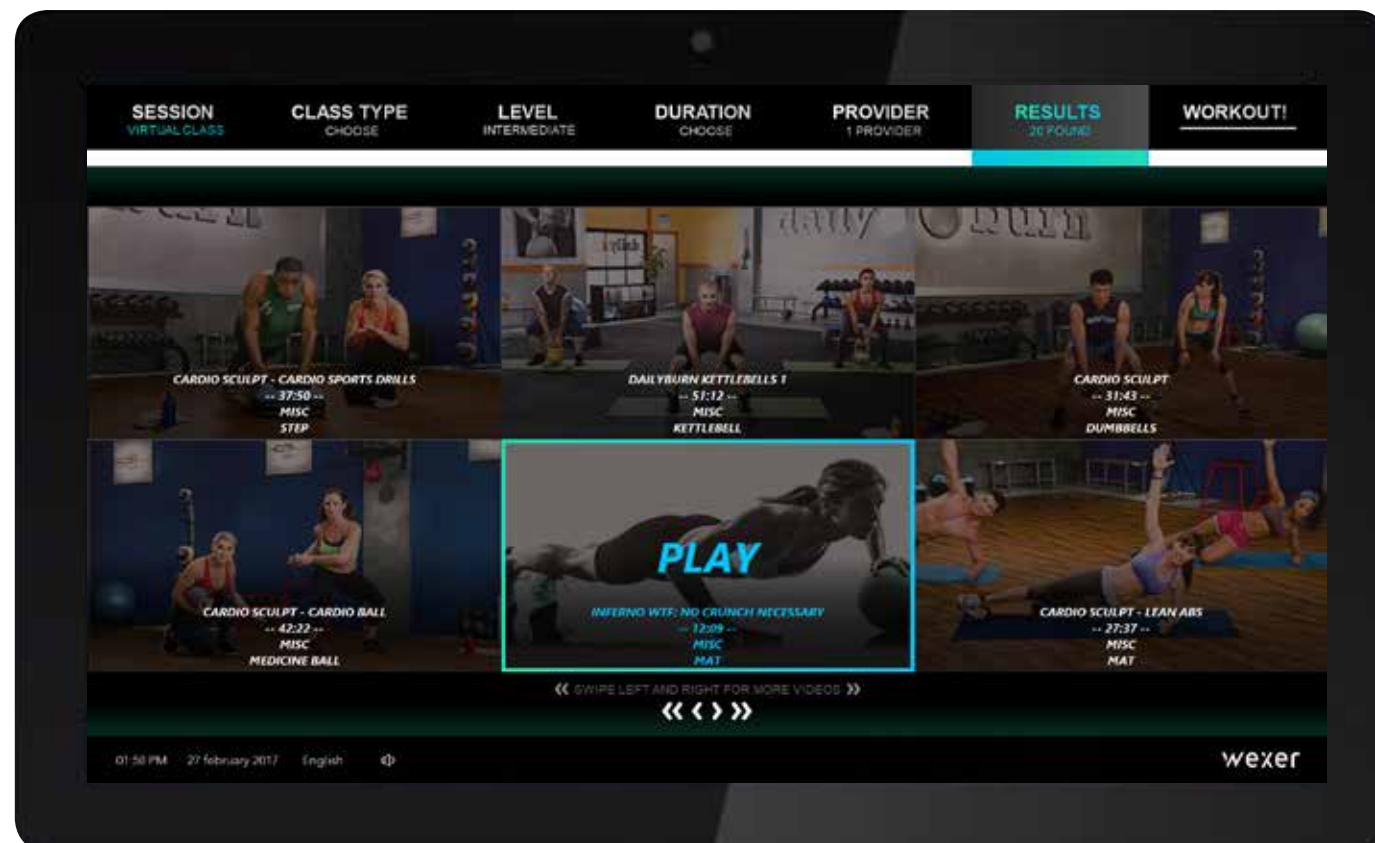 SESSION
VIRTUAL CLASS
CLASS TYPE
CHOOSE
LEVEL
INTERMEDIATE
DURATION
CHOOSE
PROVIDER
1 PROVIDER
RESULTS
20 FOUND
WORKOUT!
daily burn
CARDIO SCULPT - CARDIO SPORTS DRILLS
-- 37:50 --
MISC
STEP
DAILYBURN KETTLEBELLS 1
-- 51:12 --
MISC
KETTLEBELL
CARDIO SCULPT
-- 31:43 --
MISC
DUMBBELLS
CARDIO SCULPT - CARDIO BALL
-- 42:22 --
MISC
MEDICINE BALL
PLAY
INFERNO WTF: NO CRUNCH NECESSARY
-- 12:09 --
MISC
MAT
CARDIO SCULPT - LEAN ABS
-- 27:37 --
MISC
MAT
« SWIPE LEFT AND RIGHT FOR MORE VIDEOS »
« ‹ › »
01:50 PM 27 february 2017 English
wexer